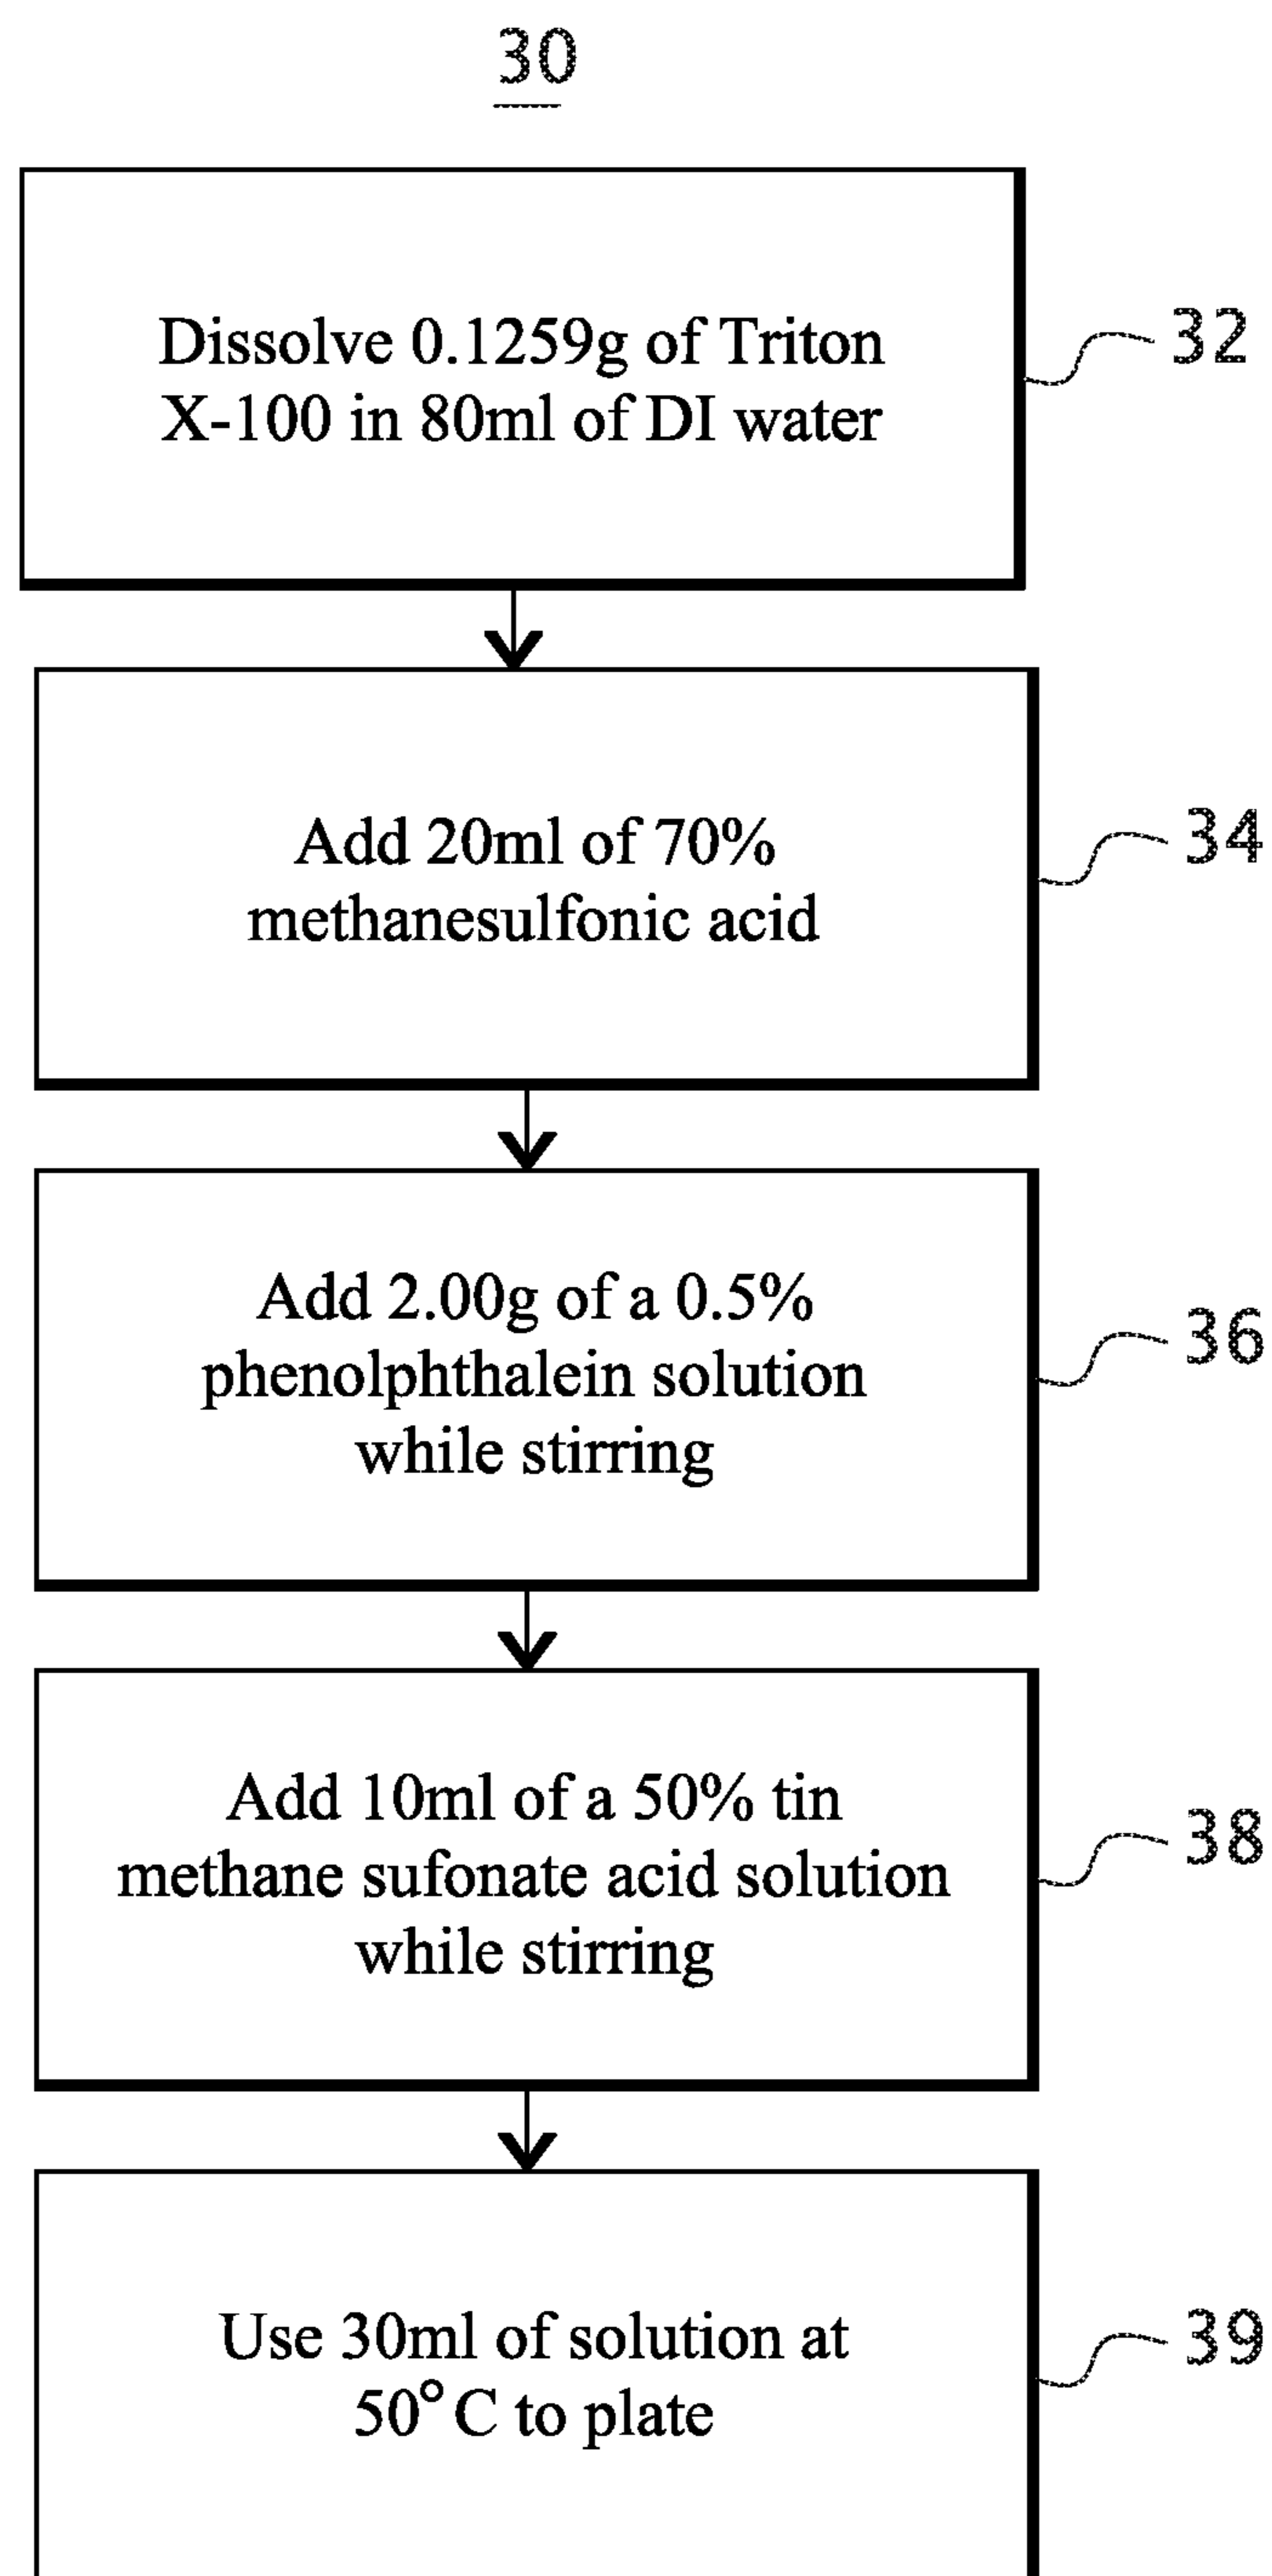 30
Dissolve 0.1259g of Triton
X-100 in 80ml of DI water
32
Add 20ml of 70%
methanesulfonic acid
34
Add 2.00g of a 0.5%
phenolphthalein solution
while stirring
36
Add 10ml of a 50% tin
methane sufonate acid solution
while stirring
38
Use 30ml of solution at
50°C to plate
39